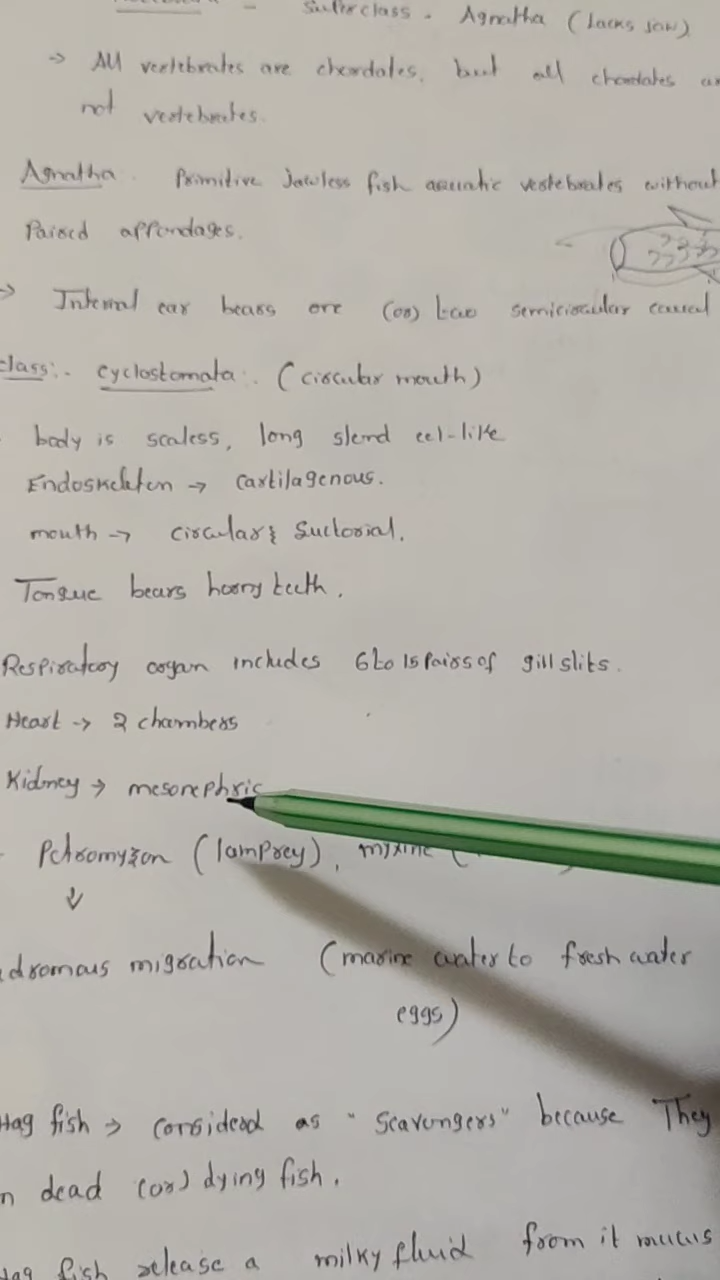 Superclass - Agnatha (Lacks jaw)
→ All vertebrates are chordates, but all chordates ar
not vertebrates.
Agnatha. Primitive Jawless fish aquatic vertebrates without
Paired appendages.
→ Internal ear bears one (or) two semicircular canal
class:- cyclostomata:- (circular mouth)
body is scaless, long slend eel-like
Endoskeleton → cartilagenous.
mouth → circular & Suctorial.
Tongue bears horny teeth.
Respiratory organ includes 6 to 15 pairs of gill slits.
Heart → 2 chambers
Kidney → mesonephric
Petromyzon (lamprey), myxine (
↓
dromous migration (marine water to fresh water
eggs)
Hag fish → considead as "Scavengers" because They
n dead (or) dying fish.
Hag fish release a milky fluid from it mucus